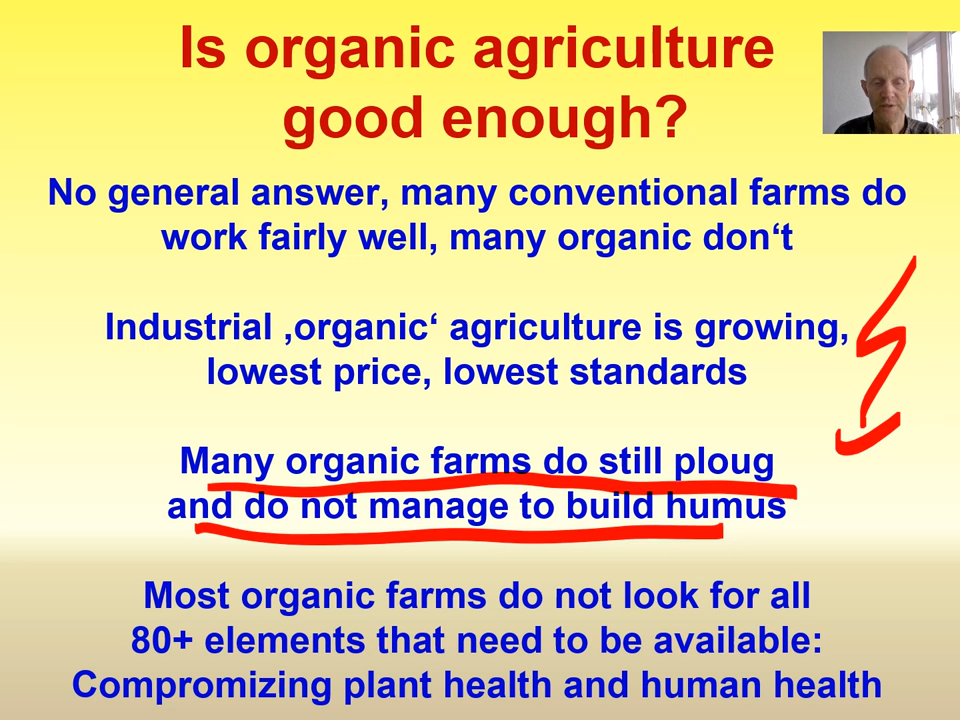 Is organic agriculture
good enough?
No general answer, many conventional farms do
work fairly well, many organic don‘t
Industrial ‚organic‘ agriculture is growing,
lowest price, lowest standards
Many organic farms do still ploug
and do not manage to build humus
Most organic farms do not look for all
80+ elements that need to be available:
Compromizing plant health and human health